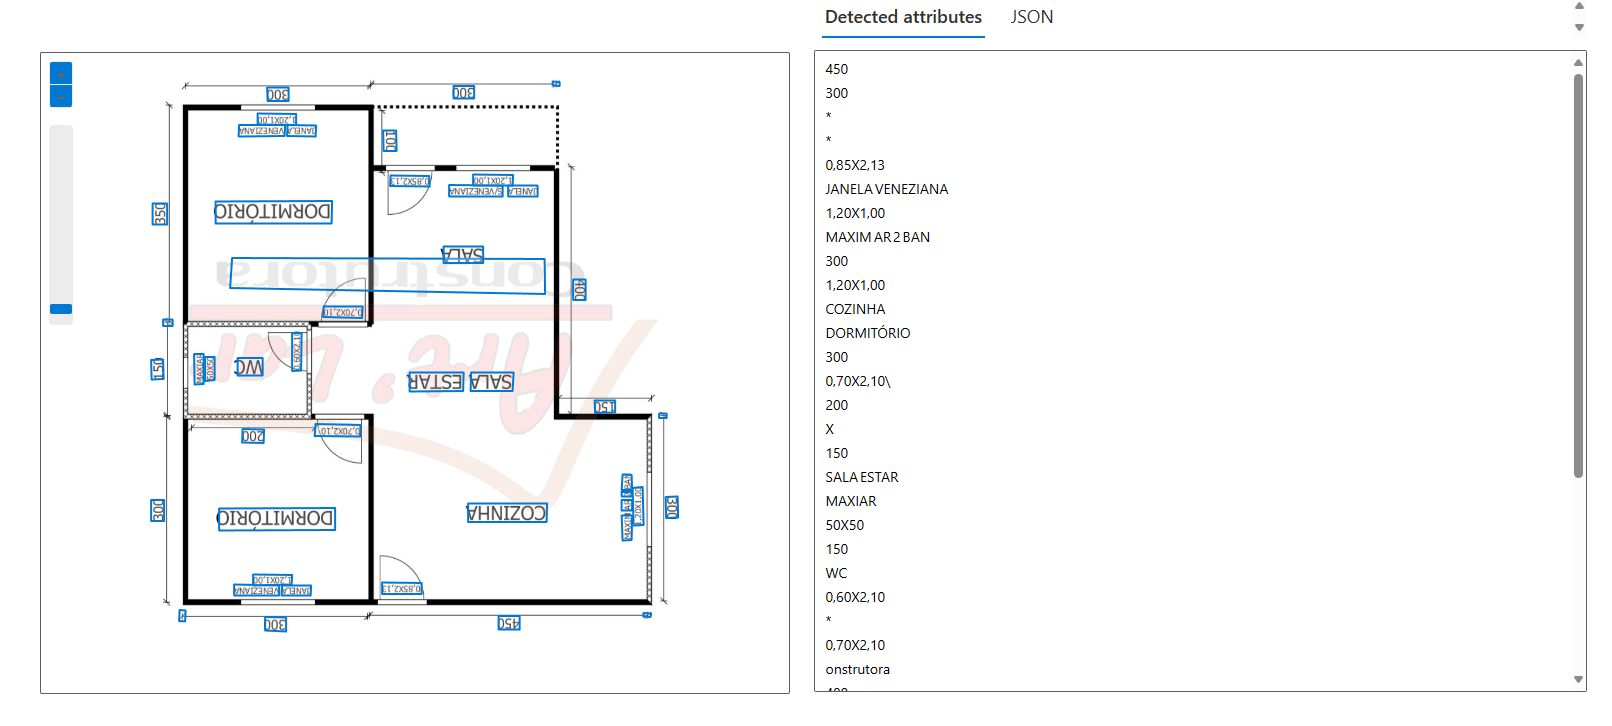 Detected attributes
JSON
450
300
*
*
0,85X2,13
JANELA VENEZIANA
1,20X1,00
MAXIM AR 2 BAN
300
1,20X1,00
COZINHA
DORMITÓRIO
300
0,70X2,10\
200
X
150
SALA ESTAR
MAXIAR
50X50
150
WC
0,60X2,10
*
0,70X2,10
onstrutora
400
300
300
1,20X1,00
JANELA VENEZIANA
100
0,85X2,13
1,20X1,00
JANELA S/VENEZIANA
350
DORMITÓRIO
SALA
construtora
400
0,70X2,10
Are, Lar
150
MAXIAR
50X50
WC
0,60X2,10
SALA ESTAR
150
200
0,70X2,10
300
DORMITÓRIO
COZINHA
MAXIM AR 2 BAN
1,20X1,00
300
1,20X1,00
JANELA VENEZIANA
0,85X2,13
300
450